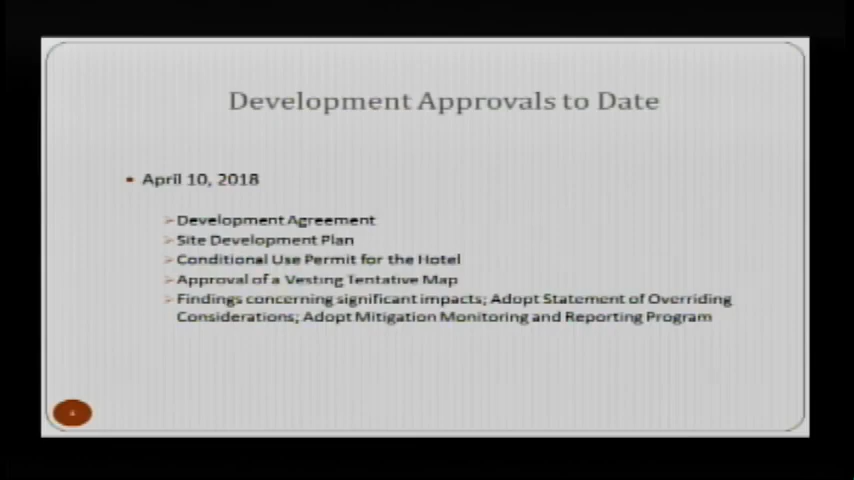 Development Approvals to Date
April 10, 2018
Development Agreement
Site Development Plan
Conditional Use Permit for the Hotel
Approval of a Vesting Tentative Map
Findings concerning significant impacts; Adopt Statement of Overriding
Considerations; Adopt Mitigation Monitoring and Reporting Program